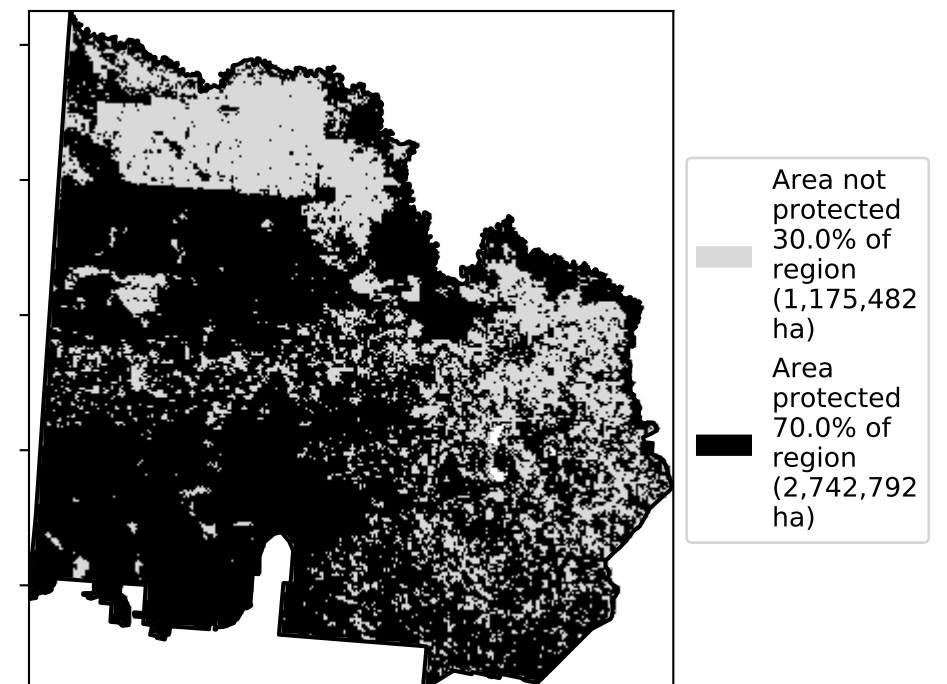 Area not
protected
30.0% of
region
(1,175,482
ha)
Area
protected
70.0% of
region
(2,742,792
ha)